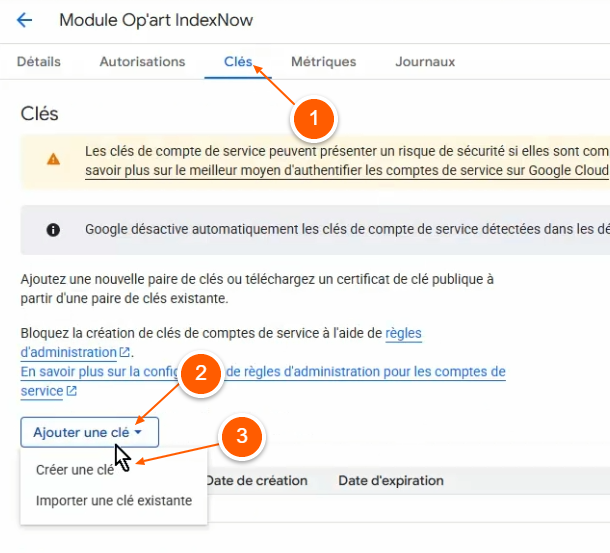 Module Op'art IndexNow
Détails Autorisations Clés Métriques Journaux
1
Clés
Les clés de compte de service peuvent présenter un risque de sécurité si elles sont com
savoir plus sur le meilleur moyen d'authentifier les comptes de service sur Google Cloud
Google désactive automatiquement les clés de compte de service détectées dans les dé
Ajoutez une nouvelle paire de clés ou téléchargez un certificat de clé publique à
partir d'une paire de clés existante.
Bloquez la création de clés de comptes de service à l'aide de règles
d'administration.
2
En savoir plus sur la config de règles d'administration pour les comptes de
service
Ajouter une clé
3
Créer une clé
Date de création Date d'expiration
Importer une clé existante